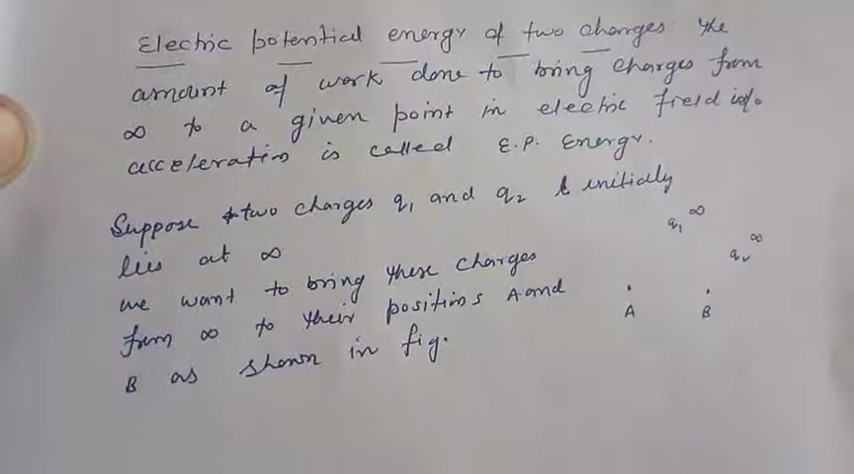 Electric potential energy of two charges: The
amount of work done to bring charges from
∞ to a given point in electric field w/o
acceleration is called E.P. Energy.
Suppose two charges q₁ and q₂ initially
lies at ∞
we want to bring these charges
from ∞ to their positions A and
B as shown in fig.
q₁ ∞
q₂ ∞
A B